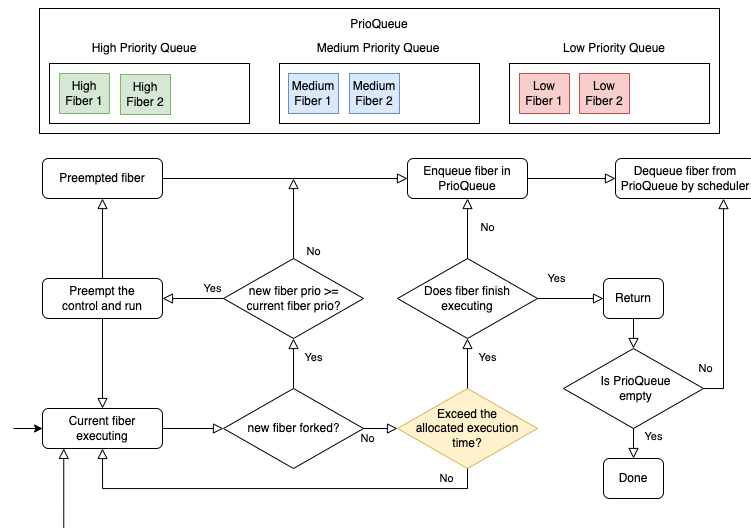 PrioQueue
High Priority Queue
Medium Priority Queue
Low Priority Queue
High
Fiber 1
High
Fiber 2
Medium
Fiber 1
Medium
Fiber 2
Low
Fiber 1
Low
Fiber 2
Preempted fiber
Enqueue fiber in
PrioQueue
Dequeue fiber from
PrioQueue by scheduler
No
No
Preempt the
control and run
Yes
new fiber prio >=
current fiber prio?
Does fiber finish
executing
Yes
Return
Yes
Yes
Is PrioQueue
empty
No
Current fiber
executing
new fiber forked?
No
Exceed the
allocated execution
time?
Yes
No
Done